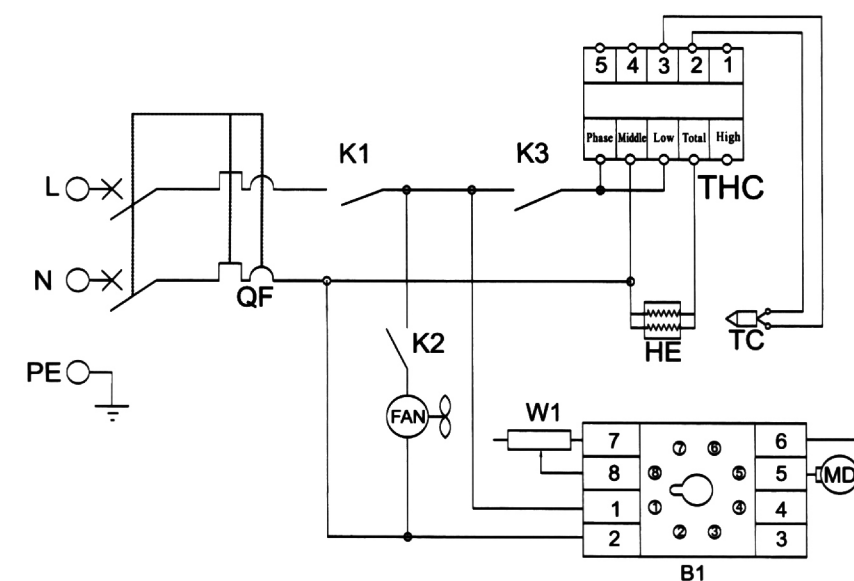 5 4 3 2 1
Phase Middle Low Total High
THC
K1
K3
L
N
QF
PE
K2
FAN
HE
TC
W1
7 ⑦ ⑥ 6
8 ⑧ ⑤ 5 MD
1 ① ④ 4
2 ② ③ 3
B1